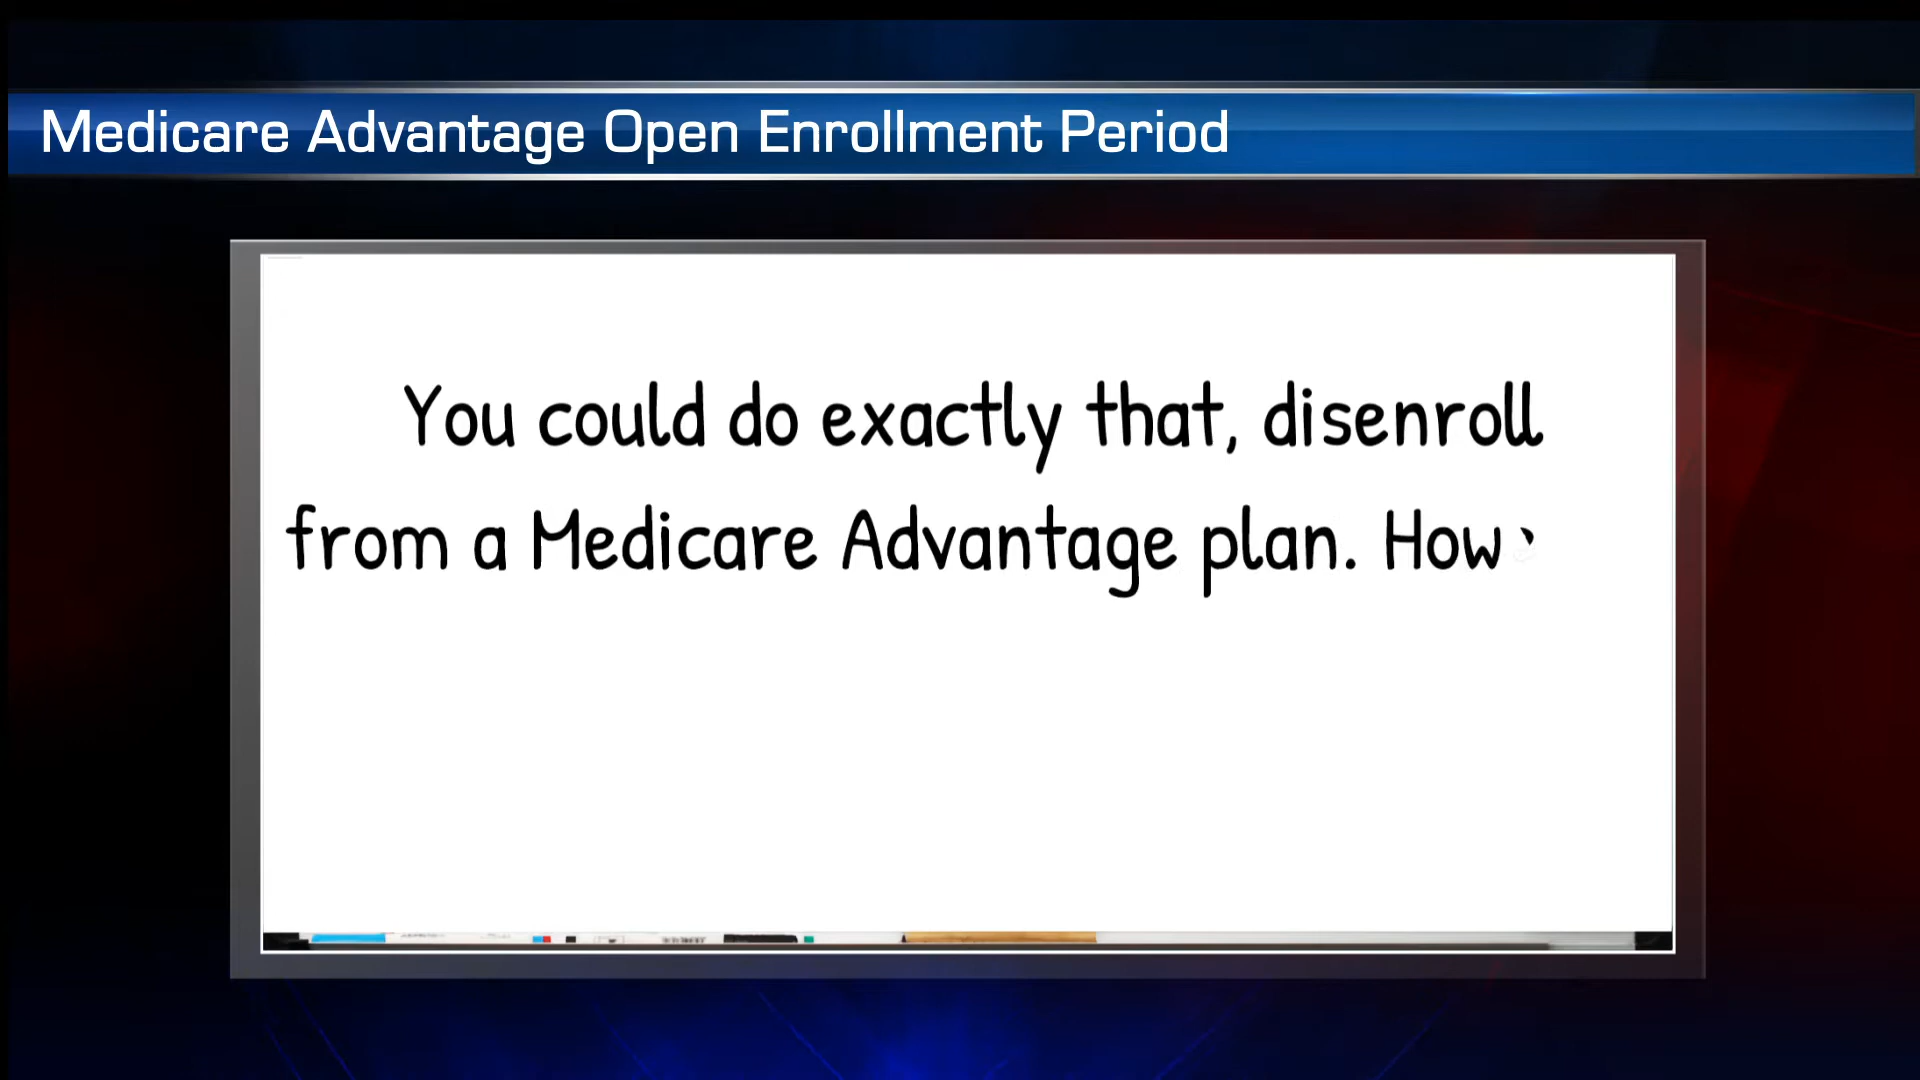 Medicare Advantage Open Enrollment Period
You could do exactly that, disenroll
from a Medicare Advantage plan. How